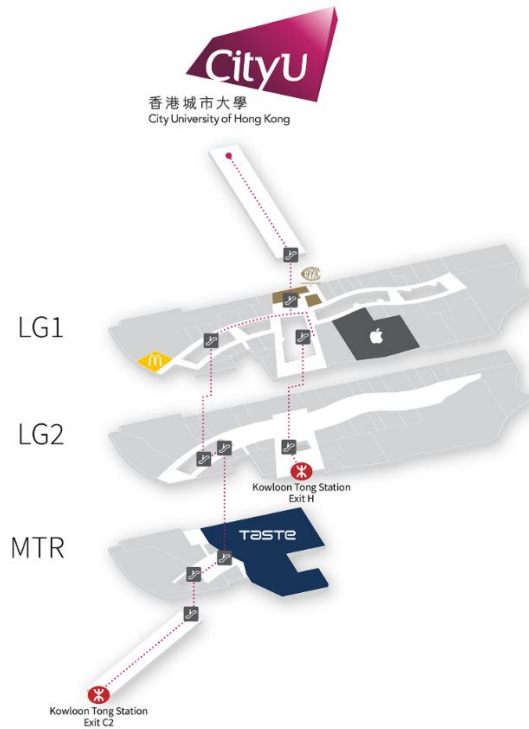 CityU
香港城市大學
City University of Hong Kong
LG1
LG2
Kowloon Tong Station
Exit H
MTR
TASTE
Kowloon Tong Station
Exit C2